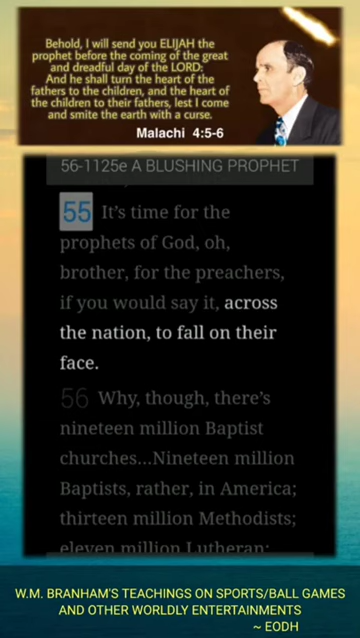 Behold, I will send you ELIJAH the
prophet before the coming of the great
and dreadful day of the LORD:
And he shall turn the heart of the
fathers to the children, and the heart of
the children to their fathers, lest I come
and smite the earth with a curse.
Malachi 4:5-6
56-1125e A BLUSHING PROPHET
55 It's time for the
prophets of God, oh,
brother, for the preachers,
if you would say it, across
the nation, to fall on their
face.
56 Why, though, there's
nineteen million Baptist
churches...Nineteen million
Baptists, rather, in America;
thirteen million Methodists;
eleven million Lutheran;
W.M. BRANHAM'S TEACHINGS ON SPORTS/BALL GAMES
AND OTHER WORLDLY ENTERTAINMENTS
~ EODH